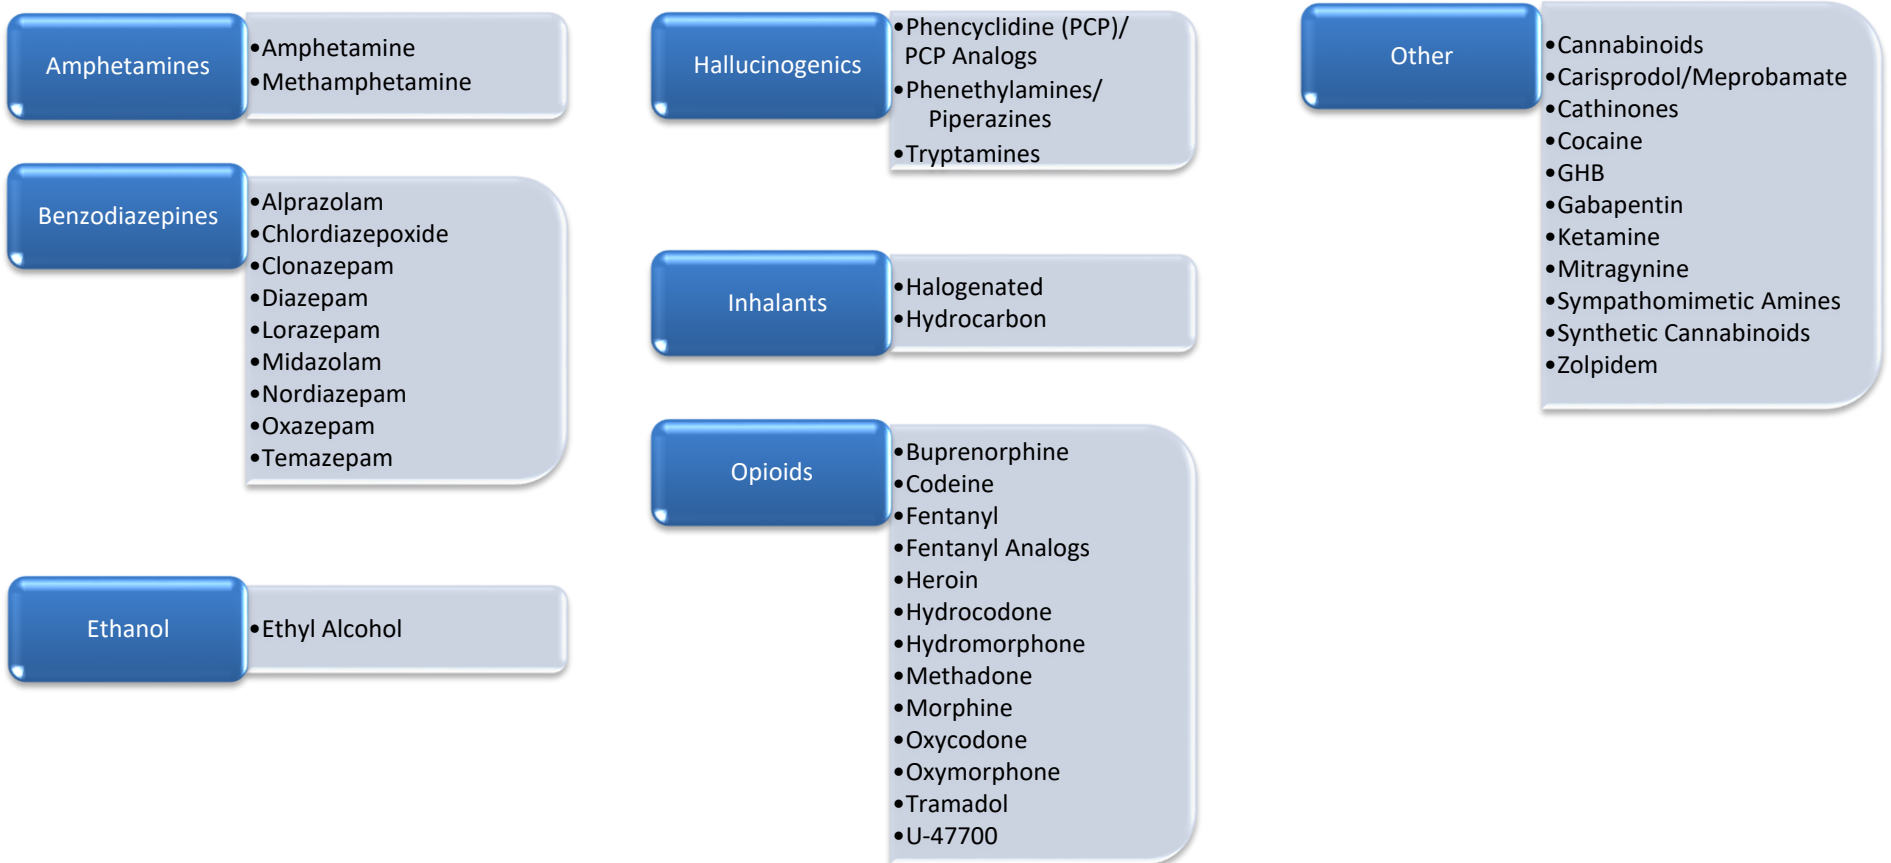 Amphetamines
•Amphetamine
•Methamphetamine
Benzodiazepines
•Alprazolam
•Chlordiazepoxide
•Clonazepam
•Diazepam
•Lorazepam
•Midazolam
•Nordiazepam
•Oxazepam
•Temazepam
Ethanol
•Ethyl Alcohol
Hallucinogenics
•Phencyclidine (PCP)/
PCP Analogs
•Phenethylamines/
Piperazines
•Tryptamines
Inhalants
•Halogenated
•Hydrocarbon
Opioids
•Buprenorphine
•Codeine
•Fentanyl
•Fentanyl Analogs
•Heroin
•Hydrocodone
•Hydromorphone
•Methadone
•Morphine
•Oxycodone
•Oxymorphone
•Tramadol
•U-47700
Other
•Cannabinoids
•Carisprodol/Meprobamate
•Cathinones
•Cocaine
•GHB
•Gabapentin
•Ketamine
•Mitragynine
•Sympathomimetic Amines
•Synthetic Cannabinoids
•Zolpidem